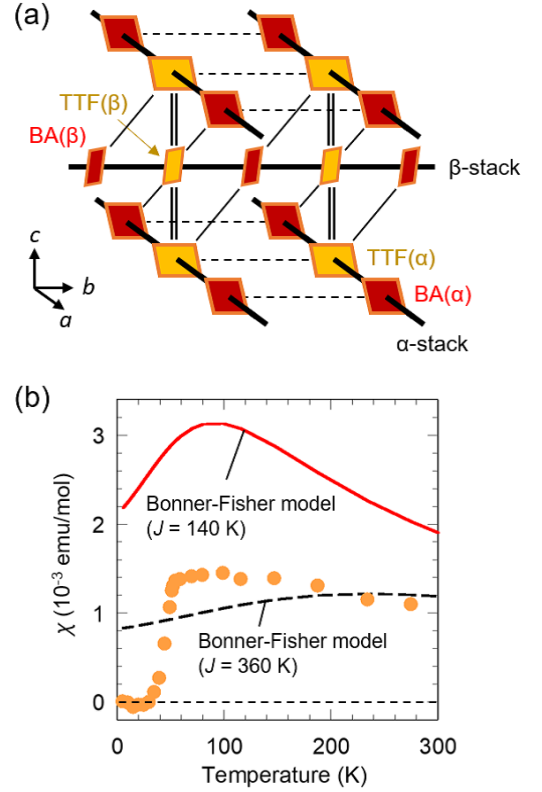 (a)
TTF(β)
BA(β)
β-stack
c
b
a
TTF(α)
BA(α)
α-stack
(b)
3
2
1
0
χ (10⁻³ emu/mol)
Bonner-Fisher model
(J = 140 K)
Bonner-Fisher model
(J = 360 K)
0
100
200
300
Temperature (K)